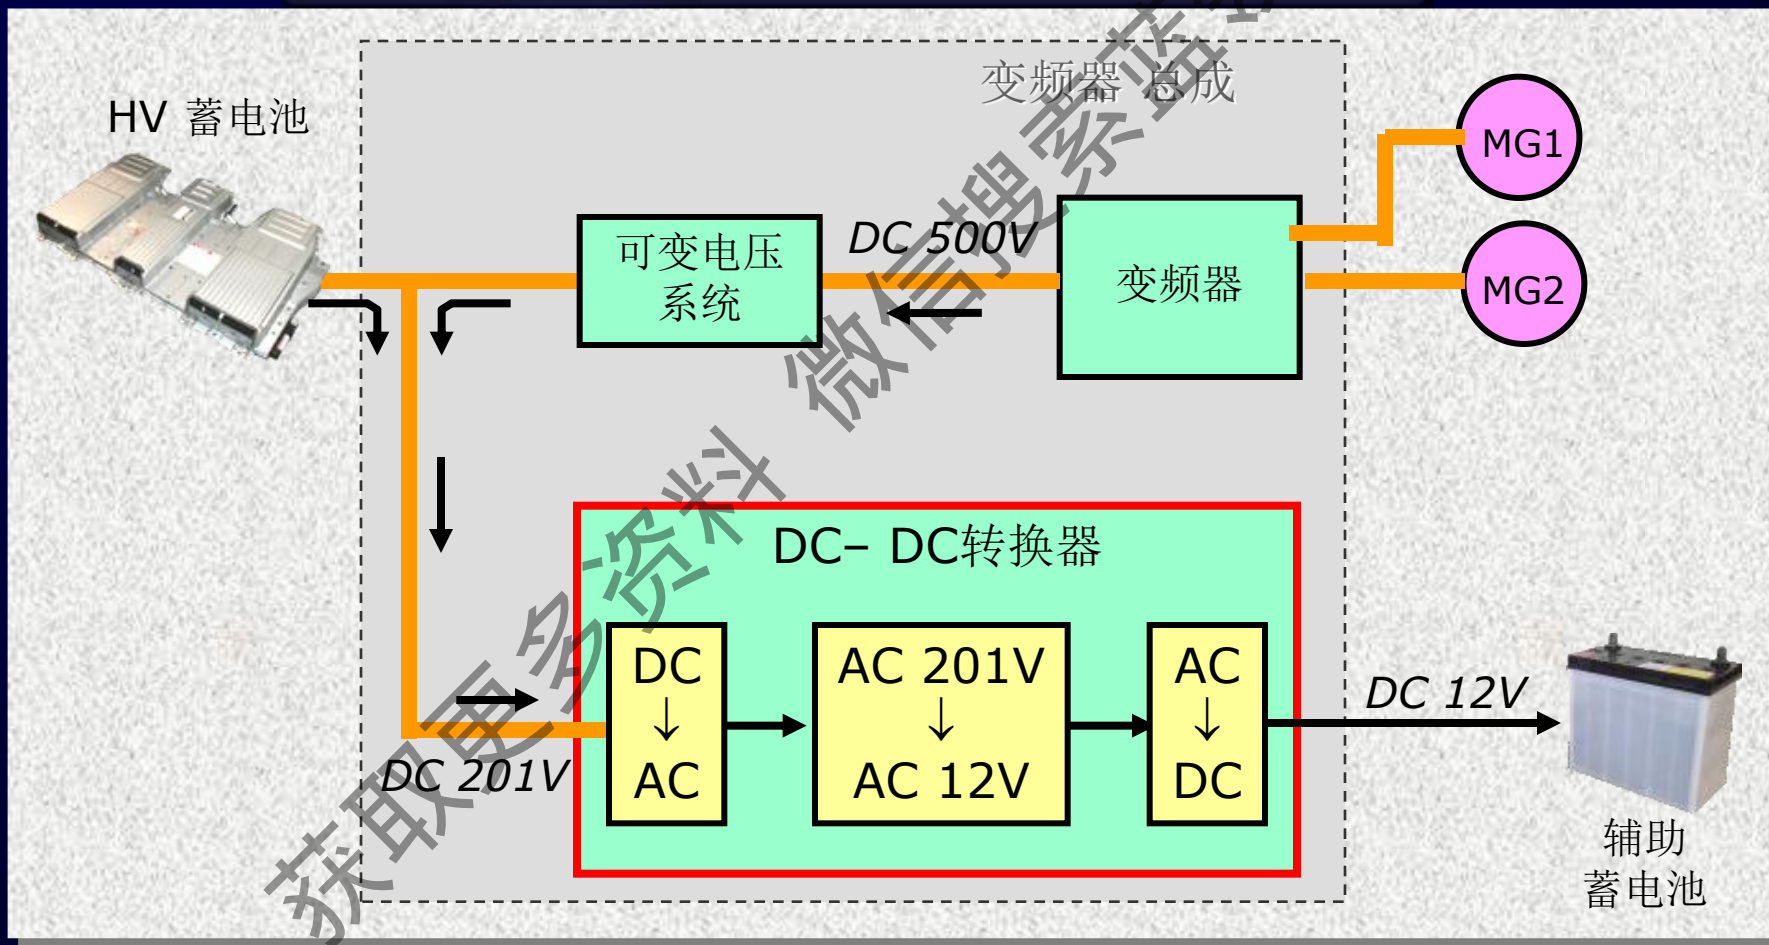 变频器 总成
HV 蓄电池
MG1
可变电压
系统
DC 500V
变频器
MG2
DC– DC转换器
DC
↓
AC
AC 201V
↓
AC 12V
AC
↓
DC
DC 201V
DC 12V
辅助
蓄电池
获取更多资料 微信搜索蓝